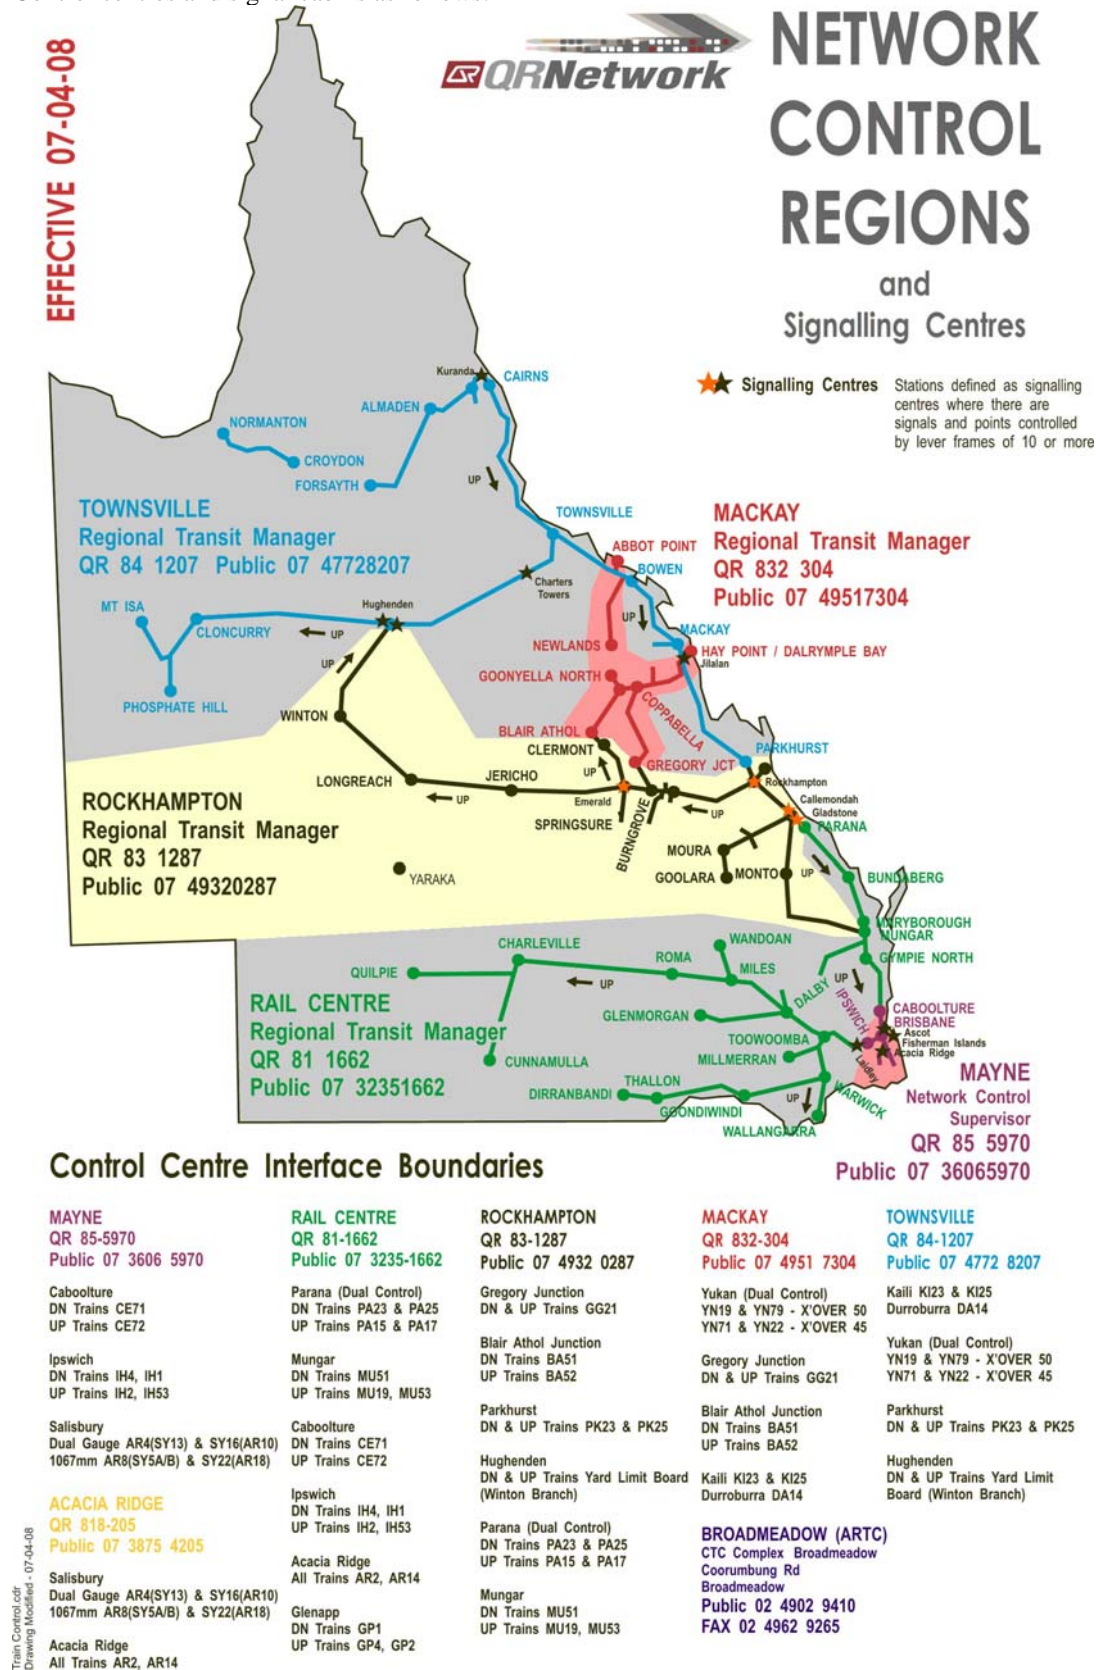 EFFECTIVE 07-04-08
QRNetwork
NETWORK
CONTROL
REGIONS
and
Signalling Centres
Signalling Centres
Stations defined as signalling
centres where there are
signals and points controlled
by lever frames of 10 or more
Kuranda
CAIRNS
ALMADEN
NORMANTON
CROYDON
FORSAYTH
UP
TOWNSVILLE
Regional Transit Manager
QR 84 1207 Public 07 47728207
TOWNSVILLE
MACKAY
Regional Transit Manager
QR 832 304
Public 07 49517304
ABBOT POINT
BOWEN
Charters
Towers
MT ISA
Hughenden
CLONCURRY
UP
UP
MACKAY
NEWLANDS
HAY POINT / DALRYMPLE BAY
Jilalan
UP
GOONYELLA NORTH
PHOSPHATE HILL
WINTON
COPPABELLA
BLAIR ATHOL
CLERMONT
PARKHURST
GREGORY JCT
UP
LONGREACH
JERICHO
Rockhampton
UP
Emerald
Callemondah
Gladstone
UP
SPRINGSURE
BURNGROVE
PARANA
ROCKHAMPTON
Regional Transit Manager
QR 83 1287
Public 07 49320287
YARAKA
MOURA
GOOLARA
MONTO
UP
BUNDABERG
MARYBOROUGH
MUNGAR
GYMPIE NORTH
CHARLEVILLE
WANDOAN
ROMA
QUILPIE
MILES
UP
DALBY
UP
IPSWICH
RAIL CENTRE
Regional Transit Manager
QR 81 1662
Public 07 32351662
GLENMORGAN
CABOOLTURE
BRISBANE
Ascot
Fisherman Islands
Acacia Ridge
TOOWOOMBA
MILLMERRAN
CUNNAMULLA
Laidley
THALLON
DIRRANBANDI
GOONDIWINDI
UP
WARWICK
WALLANGARRA
MAYNE
Network Control
Supervisor
QR 85 5970
Public 07 36065970
Control Centre Interface Boundaries
MAYNE
QR 85-5970
Public 07 3606 5970
Caboolture
DN Trains CE71
UP Trains CE72
Ipswich
DN Trains IH4, IH1
UP Trains IH2, IH53
Salisbury
Dual Gauge AR4(SY13) & SY16(AR10)
1067mm AR8(SY5A/B) & SY22(AR18)
ACACIA RIDGE
QR 818-205
Public 07 3875 4205
Salisbury
Dual Gauge AR4(SY13) & SY16(AR10)
1067mm AR8(SY5A/B) & SY22(AR18)
Acacia Ridge
All Trains AR2, AR14
RAIL CENTRE
QR 81-1662
Public 07 3235-1662
Parana (Dual Control)
DN Trains PA23 & PA25
UP Trains PA15 & PA17
Mungar
DN Trains MU51
UP Trains MU19, MU53
Caboolture
DN Trains CE71
UP Trains CE72
Ipswich
DN Trains IH4, IH1
UP Trains IH2, IH53
Acacia Ridge
All Trains AR2, AR14
Glenapp
DN Trains GP1
UP Trains GP4, GP2
ROCKHAMPTON
QR 83-1287
Public 07 4932 0287
Gregory Junction
DN & UP Trains GG21
Blair Athol Junction
DN Trains BA51
UP Trains BA52
Parkhurst
DN & UP Trains PK23 & PK25
Hughenden
DN & UP Trains Yard Limit Board
(Winton Branch)
Parana (Dual Control)
DN Trains PA23 & PA25
UP Trains PA15 & PA17
Mungar
DN Trains MU51
UP Trains MU19, MU53
MACKAY
QR 832-304
Public 07 4951 7304
Yukan (Dual Control)
YN19 & YN79 - X'OVER 50
YN71 & YN22 - X'OVER 45
Gregory Junction
DN & UP Trains GG21
Blair Athol Junction
DN Trains BA51
UP Trains BA52
Kaili KI23 & KI25
Durroburra DA14
BROADMEADOW (ARTC)
CTC Complex Broadmeadow
Coorumbung Rd
Broadmeadow
Public 02 4902 9410
FAX 02 4962 9265
TOWNSVILLE
QR 84-1207
Public 07 4772 8207
Kaili KI23 & KI25
Durroburra DA14
Yukan (Dual Control)
YN19 & YN79 - X'OVER 50
YN71 & YN22 - X'OVER 45
Parkhurst
DN & UP Trains PK23 & PK25
Hughenden
DN & UP Trains Yard Limit
Board (Winton Branch)
Train Control.cdr
Drawing Modified - 07-04-08